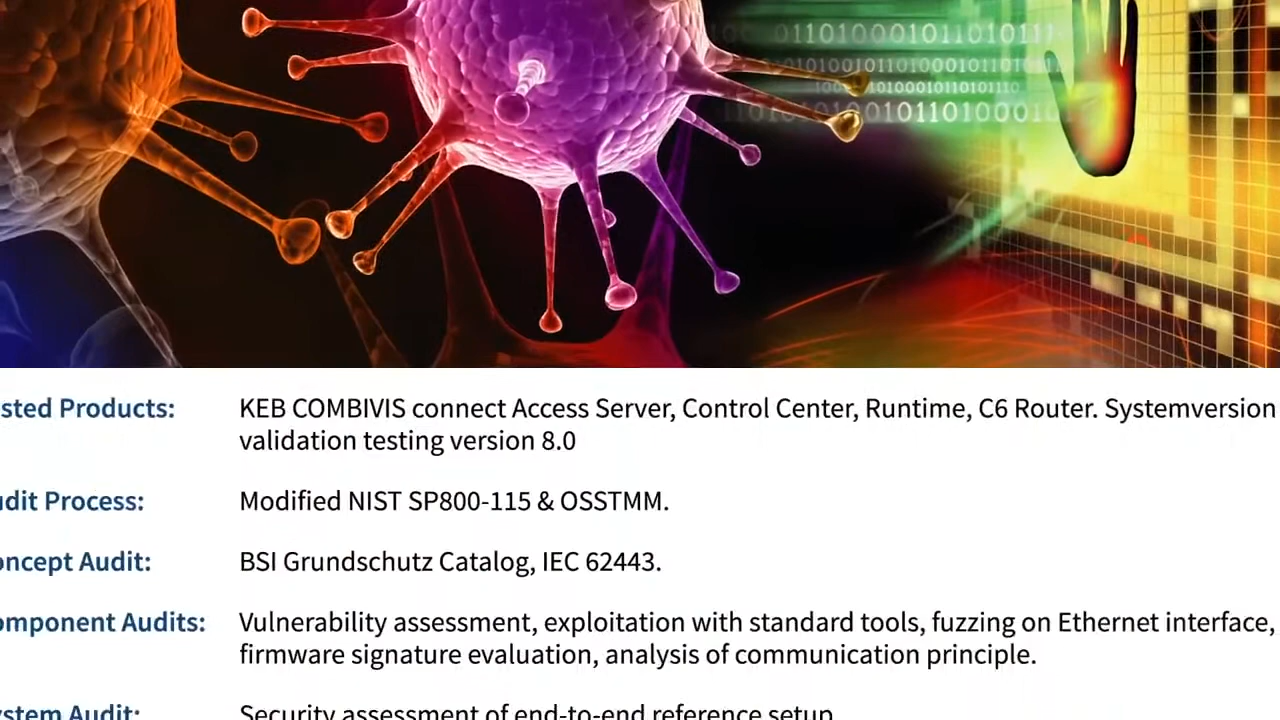 011010001011010111
001011010001011010111
10001011010001011
sted Products: KEB COMBIVIS connect Access Server, Control Center, Runtime, C6 Router. Systemversion
validation testing version 8.0
udit Process: Modified NIST SP800-115 & OSSTMM.
oncept Audit: BSI Grundschutz Catalog, IEC 62443.
omponent Audits: Vulnerability assessment, exploitation with standard tools, fuzzing on Ethernet interface,
firmware signature evaluation, analysis of communication principle.
ystem Audit: Security assessment of end-to-end reference setup